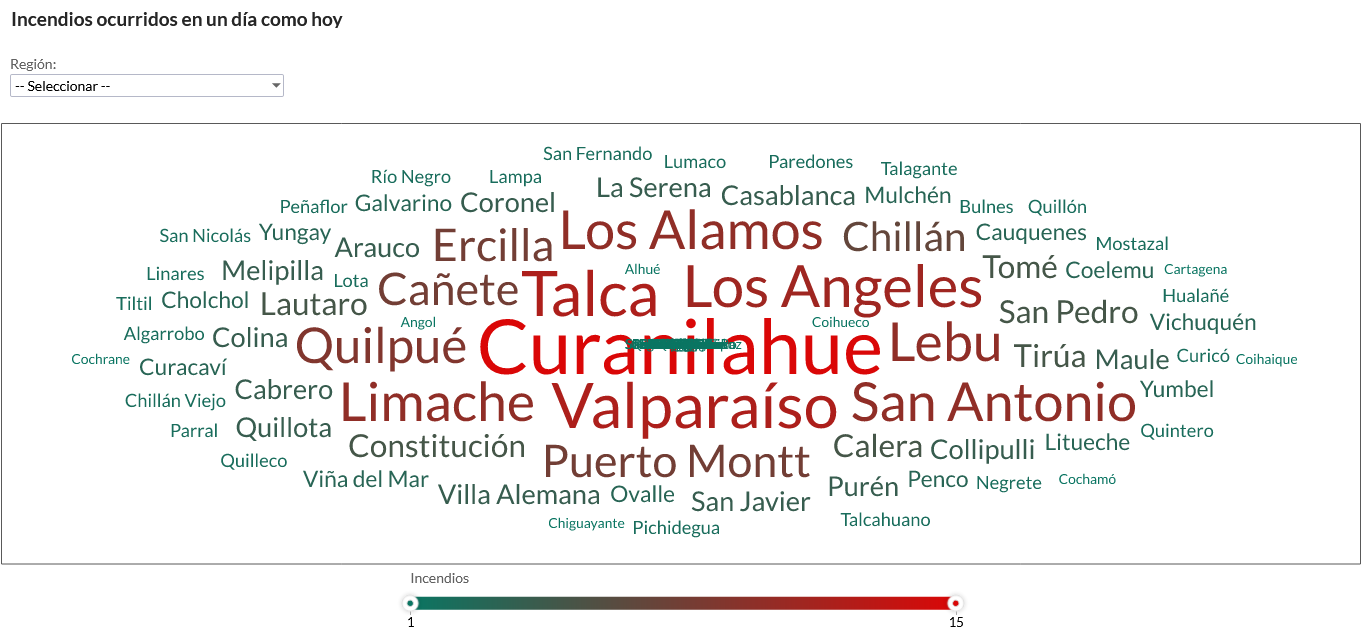 Incendios ocurridos en un día como hoy
Región:
-- Seleccionar --
San Fernando
Lumaco
Paredones
Talagante
Río Negro
Lampa
La Serena
Casablanca
Mulchén
Peñaflor
Galvarino
Coronel
Bulnes
Quillón
San Nicolás
Yungay
Arauco
Ercilla
Los Alamos
Chillán
Cauquenes
Mostazal
Linares
Melipilla
Lota
Cañete
Talca
Alhué
Los Angeles
Tomé
Coelemu
Cartagena
Tiltil
Cholchol
Lautaro
San Pedro
Hualañé
Algarrobo
Colina
Angol
Quilpué
Curanilahue
Coihueco
Lebu
Vichuquén
Cochrane
Curacaví
Tirúa
Maule
Curicó
Coihaique
Chillán Viejo
Cabrero
Limache
Valparaíso
San Antonio
Yumbel
Parral
Quillota
Constitución
Calera
Collipulli
Litueche
Quintero
Quilleco
Viña del Mar
Puerto Montt
Purén
Penco
Negrete
Cochamó
Villa Alemana
Ovalle
San Javier
Chiguayante
Pichidegua
Talcahuano
Incendios
1
15